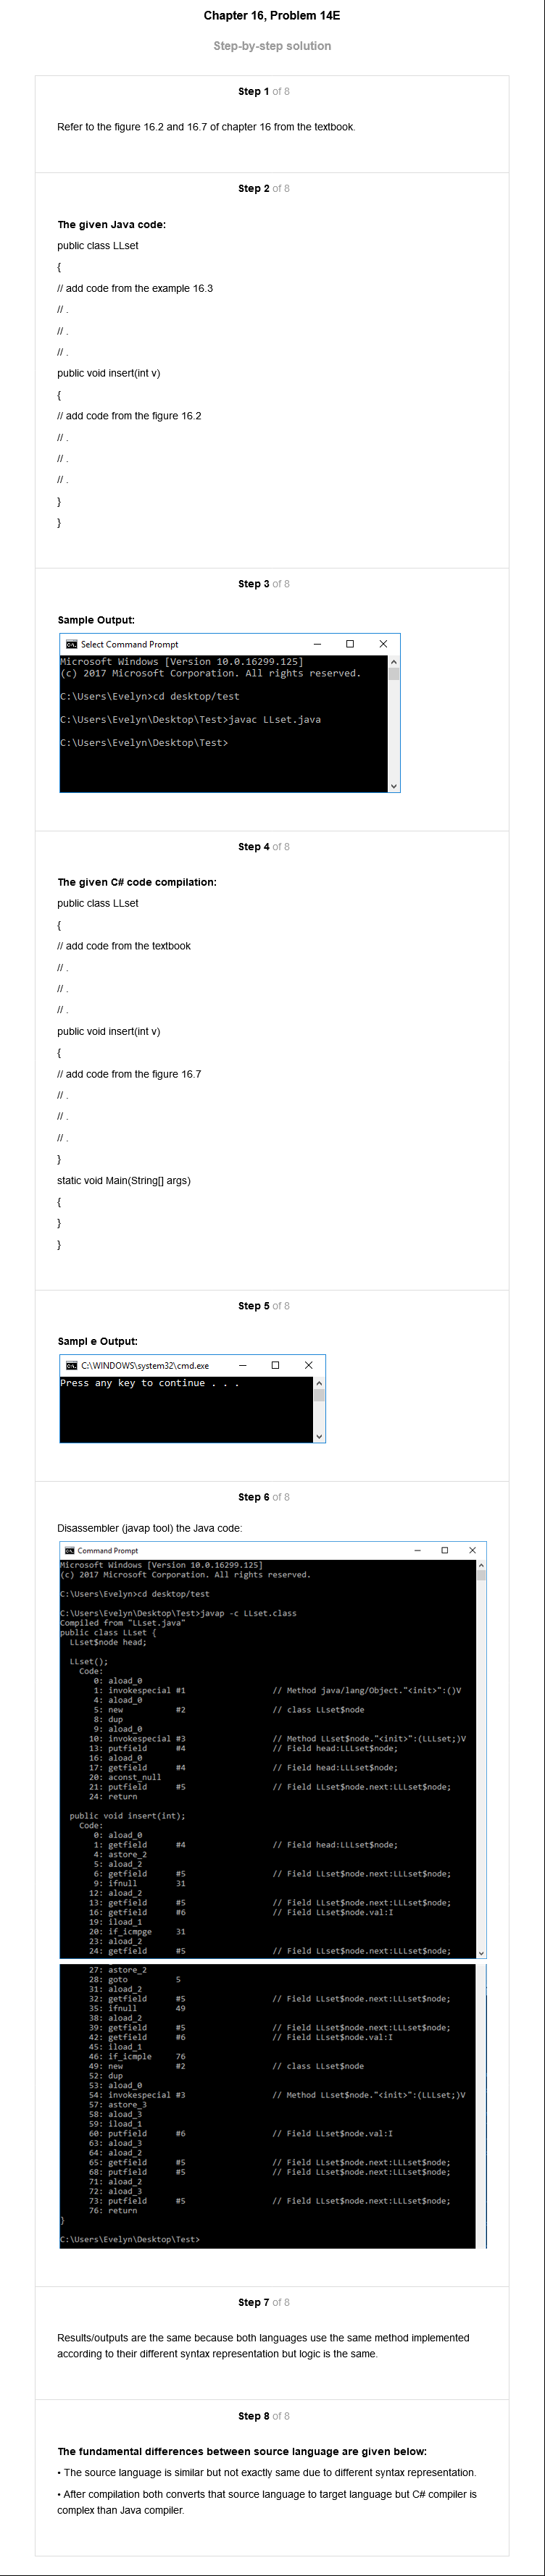 Chapter 16, Problem 14E
Step-by-step solution
Step 1 of 8
Refer to the figure 16.2 and 16.7 of chapter 16 from the textbook.
Step 2 of 8
The given Java code:
public class LLset
{
// add code from the example 16.3
// .
// .
// .
public void insert(int v)
{
// add code from the figure 16.2
// .
// .
// .
}
}
Step 3 of 8
Sample Output:
Select Command Prompt
Microsoft Windows [Version 10.0.16299.125]
(c) 2017 Microsoft Corporation. All rights reserved.
C:\Users\Evelyn>cd desktop/test
C:\Users\Evelyn\Desktop\Test>javac LLset.java
C:\Users\Evelyn\Desktop\Test>
Step 4 of 8
The given C# code compilation:
public class LLset
{
// add code from the textbook
// .
// .
// .
public void insert(int v)
{
// add code from the figure 16.7
// .
// .
// .
}
static void Main(String[] args)
{
}
}
Step 5 of 8
Sampl e Output:
C:\WINDOWS\system32\cmd.exe
Press any key to continue . . .
Step 6 of 8
Disassembler (javap tool) the Java code:
Command Prompt
Microsoft Windows [Version 10.0.16299.125]
(c) 2017 Microsoft Corporation. All rights reserved.
C:\Users\Evelyn>cd desktop/test
C:\Users\Evelyn\Desktop\Test>javap -c LLset.class
Compiled from "LLset.java"
public class LLset {
LLset$node head;
LLset();
Code:
0: aload_0
1: invokespecial #1 // Method java/lang/Object."<init>":()V
4: aload_0
5: new #2 // class LLset$node
8: dup
9: aload_0
10: invokespecial #3 // Method LLset$node."<init>":(LLset;)V
13: putfield #4 // Field head:LLLset$node;
16: aload_0
17: getfield #4 // Field head:LLLset$node;
20: aconst_null
21: putfield #5 // Field LLset$node.next:LLLset$node;
24: return
public void insert(int);
Code:
0: aload_0
1: getfield #4 // Field head:LLLset$node;
4: astore_2
5: aload_2
6: getfield #5 // Field LLset$node.next:LLLset$node;
9: ifnull 31
12: aload_2
13: getfield #5 // Field LLset$node.next:LLLset$node;
16: getfield #6 // Field LLset$node.val:I
19: iload_1
20: if_icmpge 31
23: aload_2
24: getfield #5 // Field LLset$node.next:LLLset$node;
27: astore_2
28: goto 5
31: aload_2
32: getfield #5 // Field LLset$node.next:LLLset$node;
35: ifnull 49
38: aload_2
39: getfield #5 // Field LLset$node.next:LLLset$node;
42: getfield #6 // Field LLset$node.val:I
45: iload_1
46: if_icmple 76
49: new #2 // class LLset$node
52: dup
53: aload_0
54: invokespecial #3 // Method LLset$node."<init>":(LLLset;)V
57: astore_3
58: aload_3
59: iload_1
60: putfield #6 // Field LLset$node.val:I
63: aload_3
64: aload_2
65: getfield #5 // Field LLset$node.next:LLLset$node;
68: putfield #5 // Field LLset$node.next:LLLset$node;
71: aload_2
72: aload_3
73: putfield #5 // Field LLset$node.next:LLLset$node;
76: return
}
C:\Users\Evelyn\Desktop\Test>
Step 7 of 8
Results/outputs are the same because both languages use the same method implemented
according to their different syntax representation but logic is the same.
Step 8 of 8
The fundamental differences between source language are given below:
• The source language is similar but not exactly same due to different syntax representation.
• After compilation both converts that source language to target language but C# compiler is
complex than Java compiler.